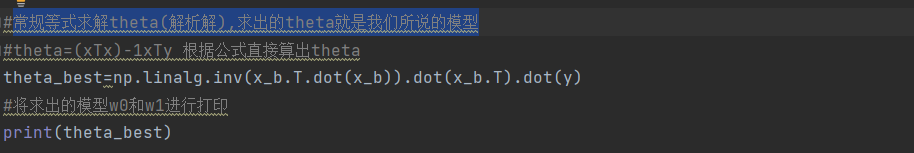 #常规等式求解theta(解析解),求出的theta就是我们所说的模型
#theta=(xTx)-1xTy 根据公式直接算出theta
theta_best=np.linalg.inv(x_b.T.dot(x_b)).dot(x_b.T).dot(y)
#将求出的模型w0和w1进行打印
print(theta_best)